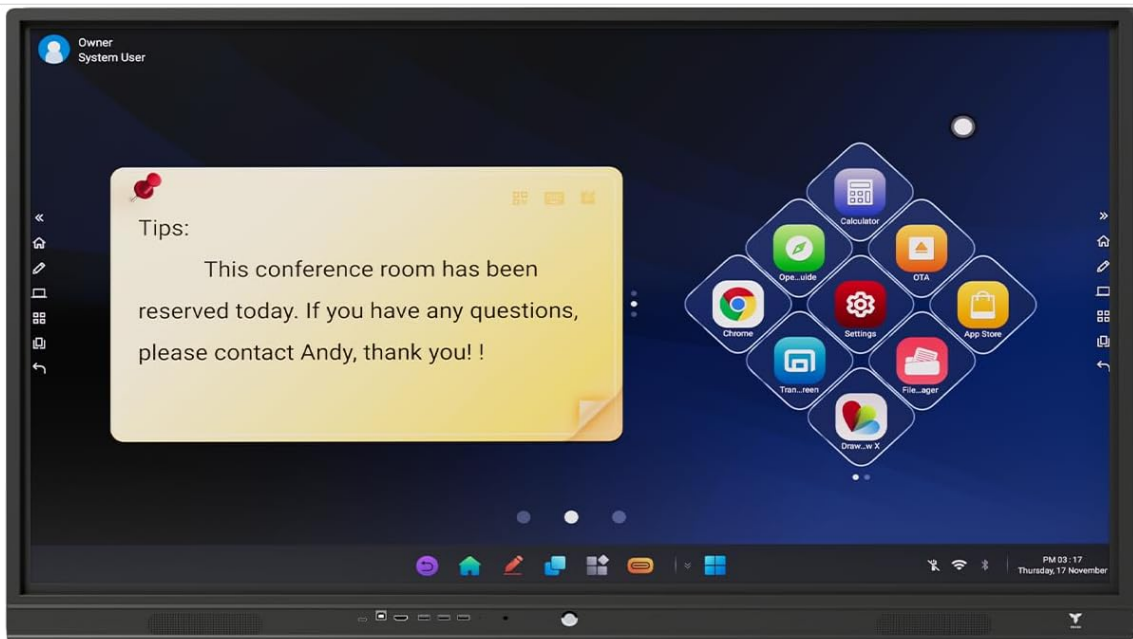 Owner
System User
Tips:
This conference room has been
reserved today. If you have any questions,
please contact Andy, thank you! !
Calculator
Ope...uide
OTA
Chrome
Settings
App Store
Tran...reen
File...ager
Draw...w X
PM 03:17
Thursday, 17 November